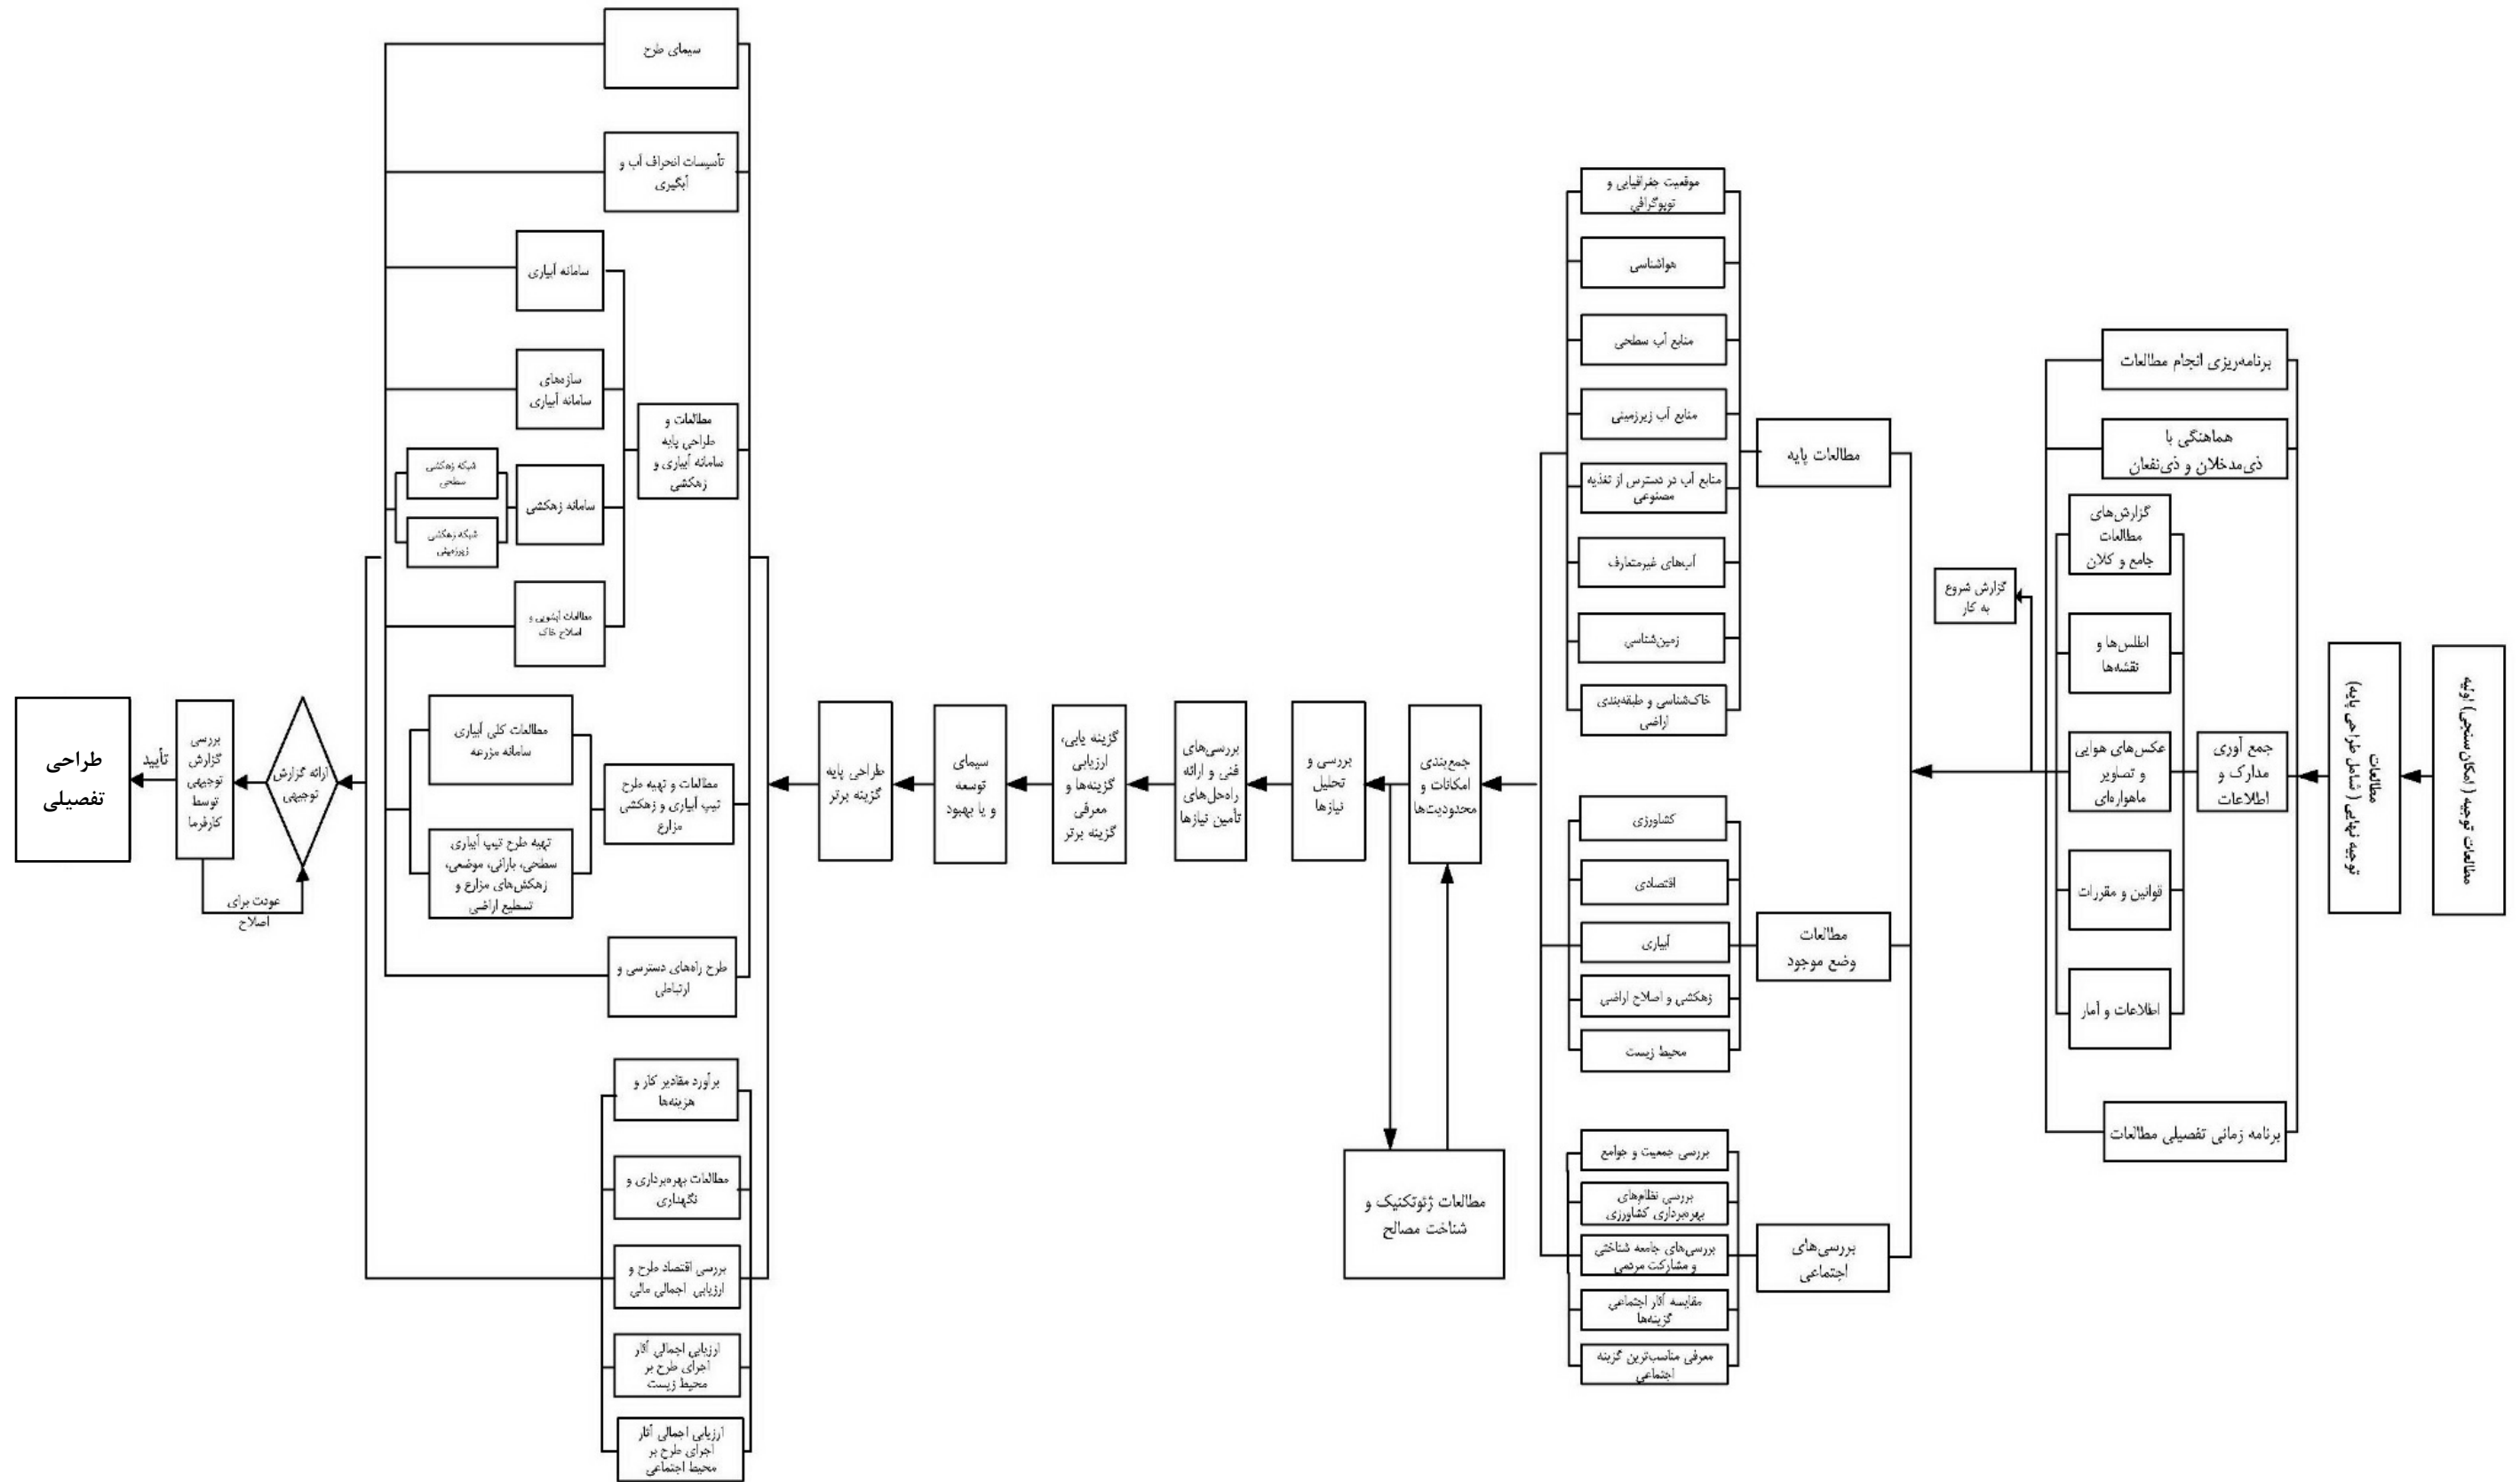 مطالعات توجیه (امکان‌سنجی) اولیه
مطالعات
توجیه نهایی (شامل طراحی پایه)
برنامه‌ریزی انجام مطالعات
هماهنگی با
ذی‌مدخلان و ذی‌نفعان
جمع آوری
مدارک و
اطلاعات
گزارش‌های
مطالعات
جامع و کلان
اطلس‌ها و
نقشه‌ها
عکس‌های هوایی
و تصاویر
ماهواره‌ای
قوانین و مقررات
اطلاعات و آمار
برنامه زمانی تفصیلی مطالعات
گزارش شروع
به کار
مطالعات پایه
موقعیت جغرافیایی و
توپوگرافی
هواشناسی
منابع آب سطحی
منابع آب زیرزمینی
منابع آب در دسترس از تغذیه
مصنوعی
آب‌های غیرمتعارف
زمین‌شناسی
خاک‌شناسی و طبقه‌بندی
اراضی
مطالعات
وضع موجود
کشاورزی
اقتصادی
آبیاری
زهکشی و اصلاح اراضی
محیط زیست
بررسی‌های
اجتماعی
بررسی جمعیت و جوامع
بررسی نظام‌های
بهره‌برداری کشاورزی
بررسی‌های جامعه شناختی
و مشارکت مردمی
مقایسه آثار اجتماعی
گزینه‌ها
معرفی مناسب‌ترین گزینه
اجتماعی
جمع‌بندی
امکانات و
محدودیت‌ها
مطالعات ژئوتکنیک و
شناخت مصالح
بررسی و
تحلیل
نیازها
بررسی‌های
فنی و ارائه
راه‌حل‌های
تأمین نیازها
گزینه یابی،
ارزیابی
گزینه‌ها و
معرفی
گزینه برتر
سیمای
توسعه
و یا بهبود
طراحی پایه
گزینه برتر
سیمای طرح
تأسیسات انحراف آب و
آبگیری
مطالعات و
طراحی پایه
سامانه آبیاری و
زهکشی
سامانه آبیاری
سازه‌های
سامانه آبیاری
سامانه زهکشی
شبکه زهکشی
سطحی
شبکه زهکشی
زیرزمینی
مطالعات آبشویی و
اصلاح خاک
مطالعات و تهیه طرح
تیپ آبیاری و زهکشی
مزارع
مطالعات کلی آبیاری
سامانه مزرعه
تهیه طرح تیپ آبیاری
سطحی، بارانی، موضعی،
زهکش‌های مزارع و
تسطیع اراضی
طرح راه‌های دسترسی و
ارتباطی
برآورد مقادیر کار و
هزینه‌ها
مطالعات بهره‌برداری و
نگهداری
بررسی اقتصاد طرح و
ارزیابی اجمالی مالی
ارزیابی اجمالی آثار
اجرای طرح بر
محیط زیست
ارزیابی اجمالی آثار
اجرای طرح بر
محیط اجتماعی
ارائه گزارش
توجیهی
بررسی
گزارش
توجیهی
توسط
کارفرما
عودت برای
اصلاح
تأیید
طراحی
تفصیلی